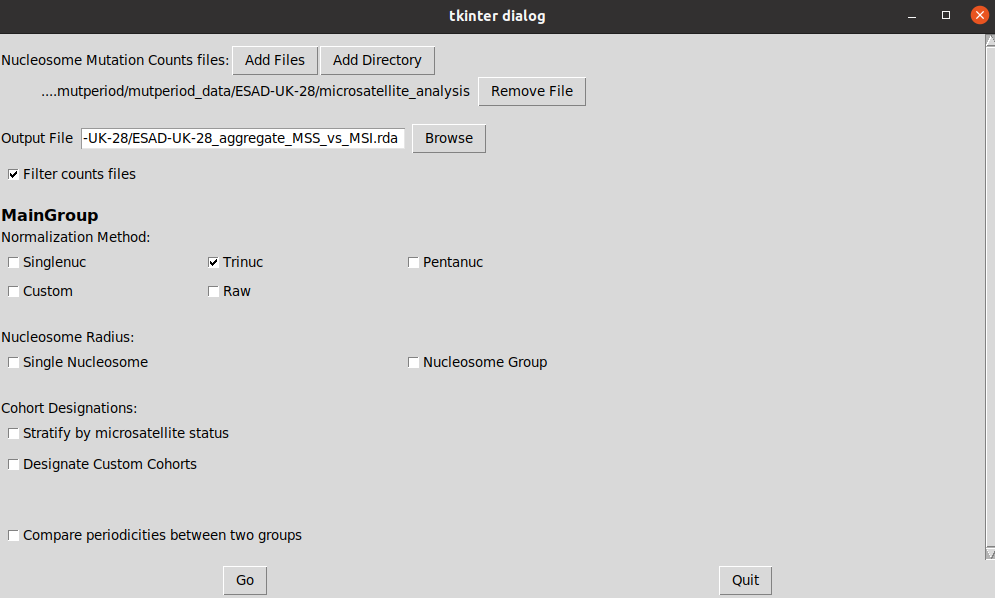 tkinter dialog
Nucleosome Mutation Counts files: Add Files Add Directory
....mutperiod/mutperiod_data/ESAD-UK-28/microsatellite_analysis Remove File
Output File -UK-28/ESAD-UK-28_aggregate_MSS_vs_MSI.rda Browse
Filter counts files
MainGroup
Normalization Method:
Singlenuc Trinuc Pentanuc
Custom Raw
Nucleosome Radius:
Single Nucleosome Nucleosome Group
Cohort Designations:
Stratify by microsatellite status
Designate Custom Cohorts
Compare periodicities between two groups
Go Quit